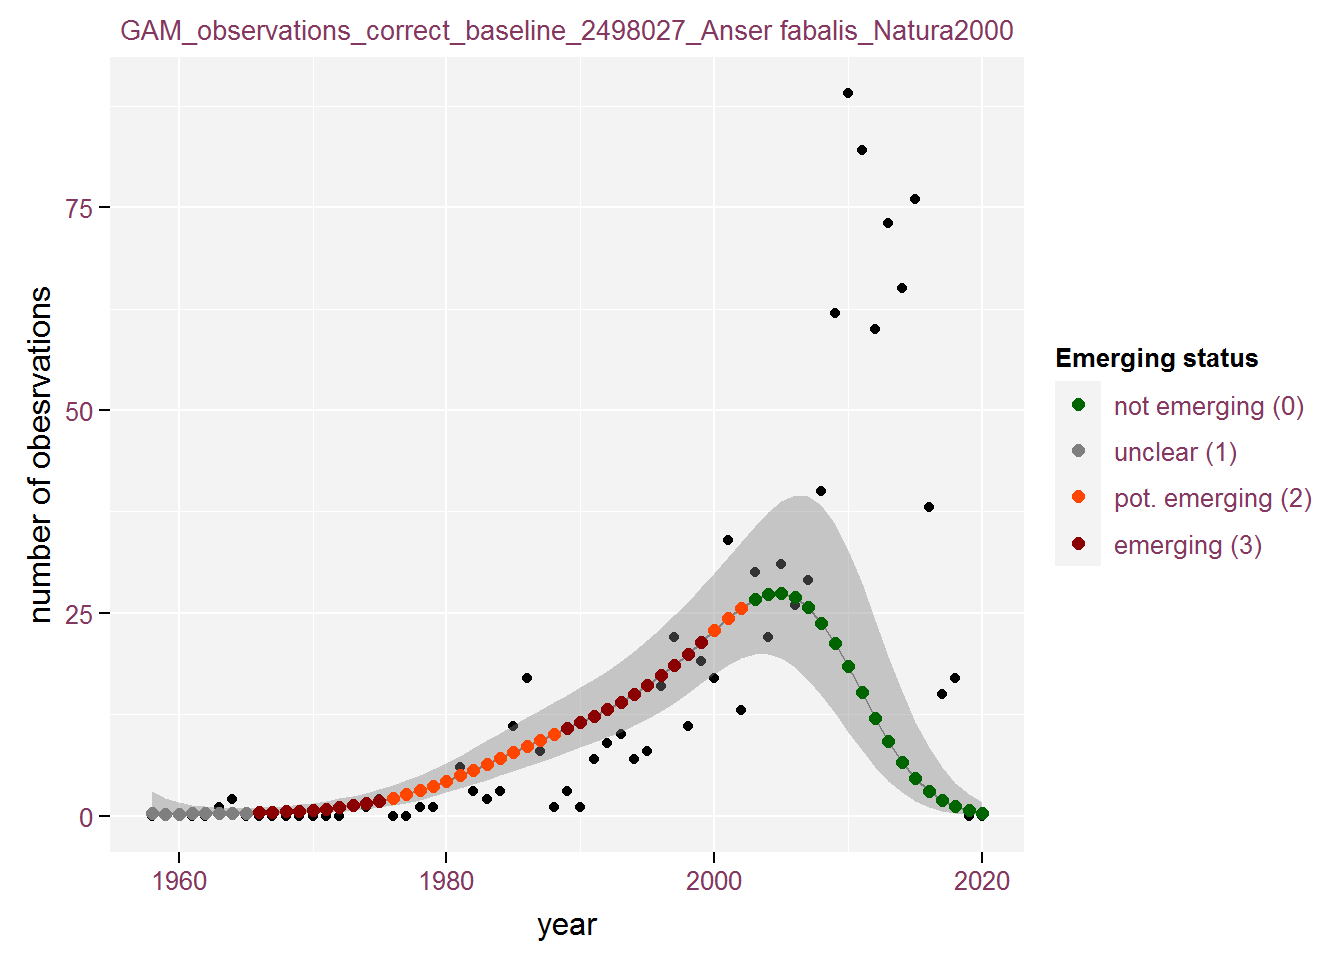 GAM_observations_correct_baseline_2498027_Anser fabalis_Natura2000
75
50
25
0
number of obesrvations
1960
1980
2000
2020
year
Emerging status
not emerging (0)
unclear (1)
pot. emerging (2)
emerging (3)